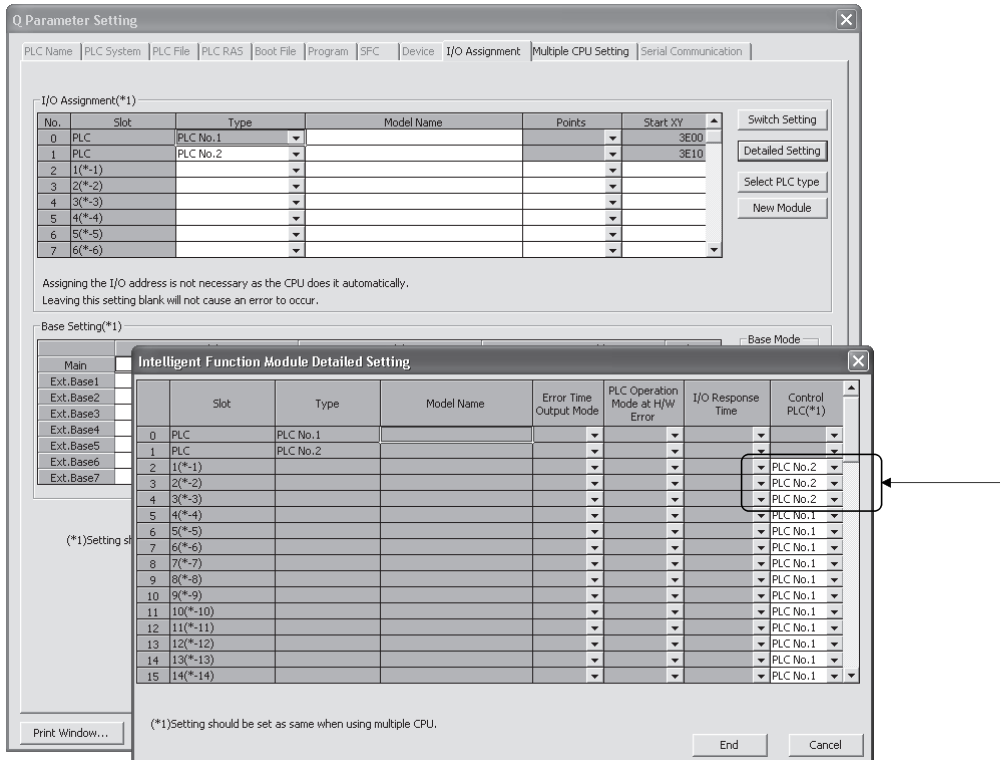 Q Parameter Setting
PLC Name PLC System PLC File PLC RAS Boot File Program SFC Device I/O Assignment Multiple CPU Setting Serial Communication
I/O Assignment(*1)
No. Slot Type Model Name Points Start XY
0 PLC PLC No.1 3E00
1 PLC PLC No.2 3E10
2 1(*-1)
3 2(*-2)
4 3(*-3)
5 4(*-4)
6 5(*-5)
7 6(*-6)
Switch Setting
Detailed Setting
Select PLC type
New Module
Assigning the I/O address is not necessary as the CPU does it automatically.
Leaving this setting blank will not cause an error to occur.
Base Setting(*1)
Base Mode
Main
Ext.Base1
Ext.Base2
Ext.Base3
Ext.Base4
Ext.Base5
Ext.Base6
Ext.Base7
(*1)Setting
Print Window...
Intelligent Function Module Detailed Setting
Slot Type Model Name Error Time Output Mode PLC Operation Mode at H/W Error I/O Response Time Control PLC(*1)
0 PLC PLC No.1
1 PLC PLC No.2
2 1(*-1) PLC No.2
3 2(*-2) PLC No.2
4 3(*-3) PLC No.2
5 4(*-4) PLC No.1
6 5(*-5) PLC No.1
7 6(*-6) PLC No.1
8 7(*-7) PLC No.1
9 8(*-8) PLC No.1
10 9(*-9) PLC No.1
11 10(*-10) PLC No.1
12 11(*-11) PLC No.1
13 12(*-12) PLC No.1
14 13(*-13) PLC No.1
15 14(*-14) PLC No.1
(*1)Setting should be set as same when using multiple CPU.
End Cancel